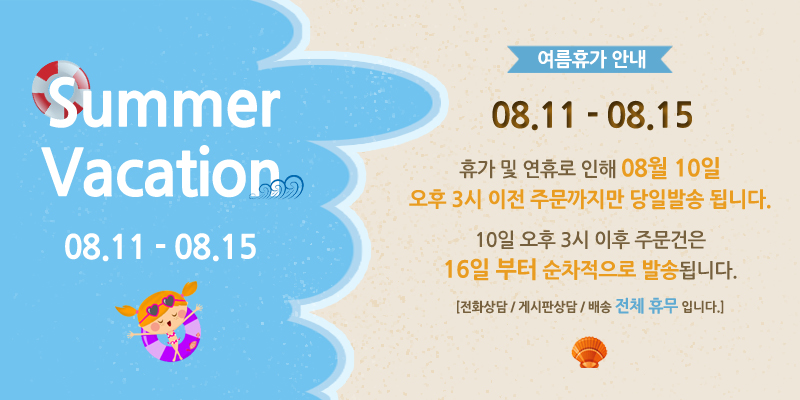 Summer
Vacation
08.11 - 08.15
여름휴가 안내
08.11 - 08.15
휴가 및 연휴로 인해 08월 10일
오후 3시 이전 주문까지만 당일발송 됩니다.
10일 오후 3시 이후 주문건은
16일 부터 순차적으로 발송됩니다.
[전화상담 / 게시판상담 / 배송 전체 휴무 입니다.]